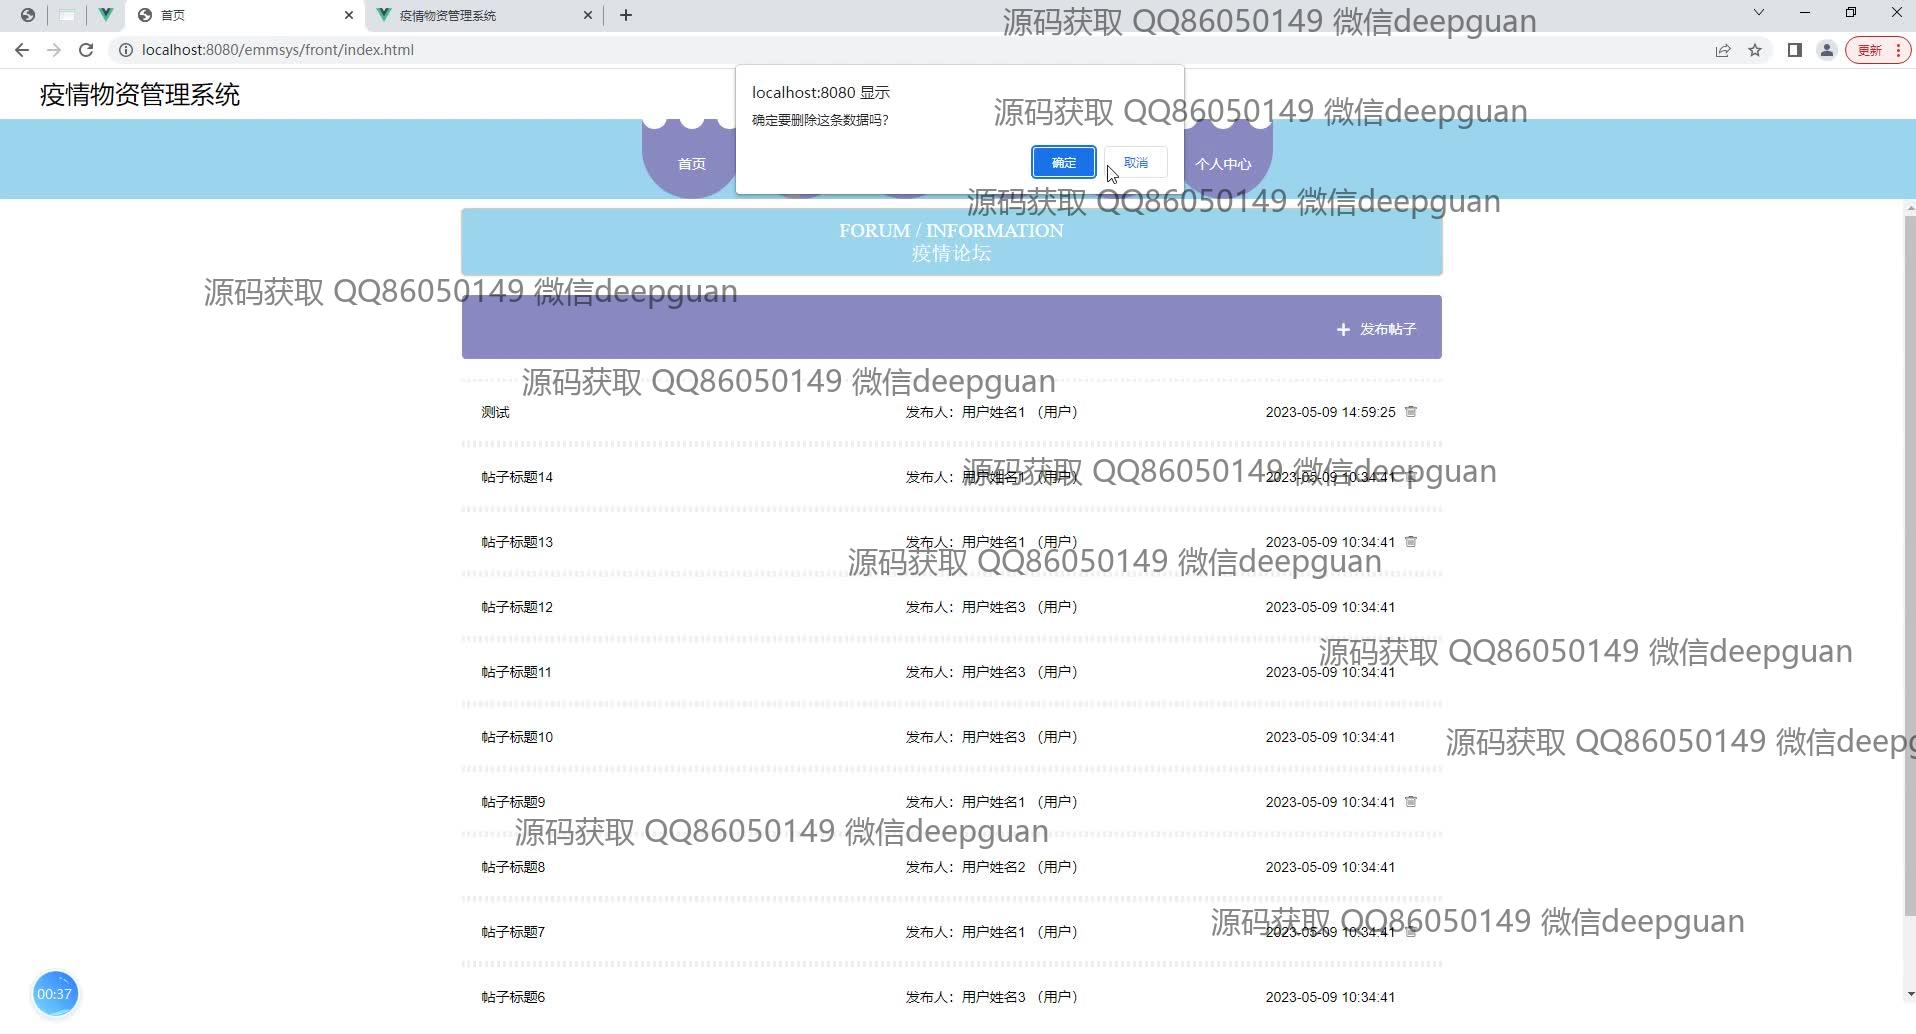 首页
疫情物资管理系统
源码获取 QQ86050149 微信deepguan
localhost:8080/emmsys/front/index.html
更新
疫情物资管理系统
localhost:8080 显示
确定要删除这条数据吗?
源码获取 QQ86050149 微信deepguan
首页
确定
取消
个人中心
源码获取 QQ86050149 微信deepguan
FORUM / INFORMATION
疫情论坛
源码获取 QQ86050149 微信deepguan
发布帖子
源码获取 QQ86050149 微信deepguan
测试 发布人：用户姓名1 （用户） 2023-05-09 14:59:25
源码获取 QQ86050149 微信deepguan
帖子标题14 发布人：用户姓名1 （用户） 2023-05-09 10:34:41
帖子标题13 发布人：用户姓名1 （用户） 2023-05-09 10:34:41
源码获取 QQ86050149 微信deepguan
帖子标题12 发布人：用户姓名3 （用户） 2023-05-09 10:34:41
源码获取 QQ86050149 微信deepguan
帖子标题11 发布人：用户姓名3 （用户） 2023-05-09 10:34:41
帖子标题10 发布人：用户姓名3 （用户） 2023-05-09 10:34:41
源码获取 QQ86050149 微信deepg
帖子标题9 发布人：用户姓名1 （用户） 2023-05-09 10:34:41
源码获取 QQ86050149 微信deepguan
帖子标题8 发布人：用户姓名2 （用户） 2023-05-09 10:34:41
源码获取 QQ86050149 微信deepguan
帖子标题7 发布人：用户姓名1 （用户） 2023-05-09 10:34:41
帖子标题6 发布人：用户姓名3 （用户） 2023-05-09 10:34:41
00:37